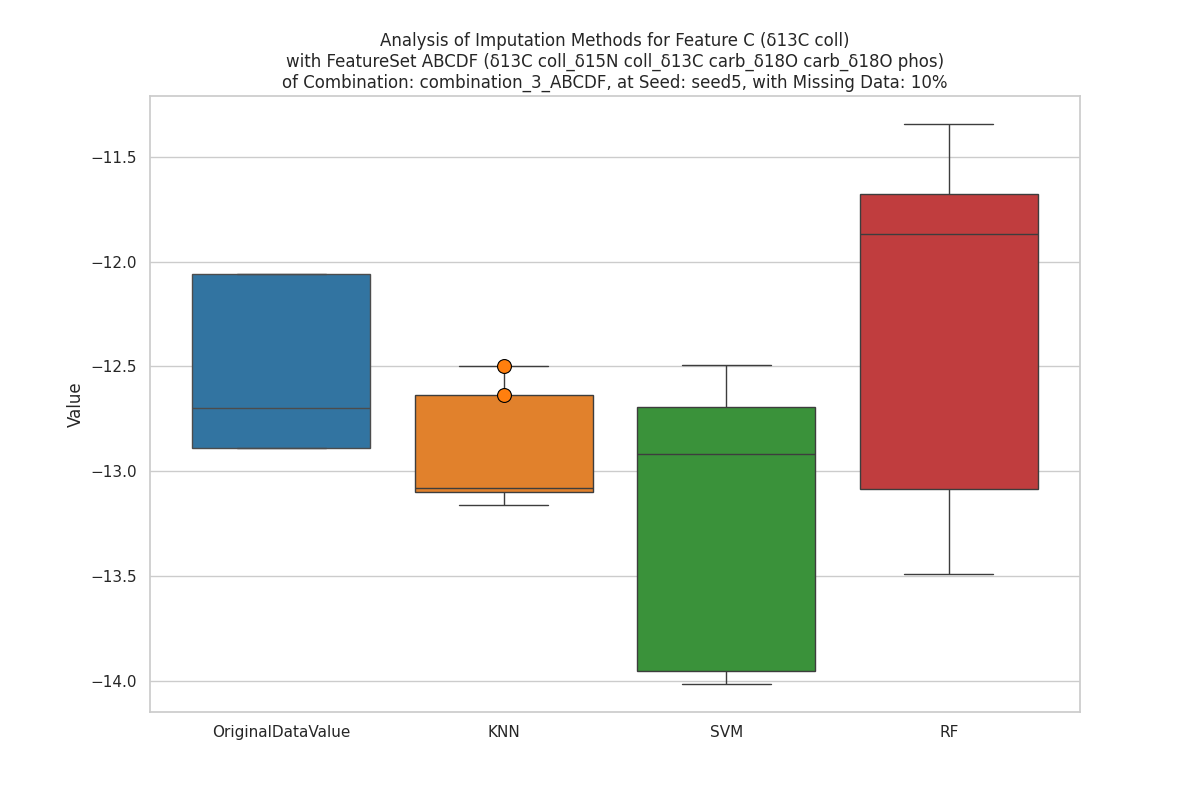 Analysis of Imputation Methods for Feature C (δ13C coll)
with FeatureSet ABCDF (δ13C coll_δ15N coll_δ13C carb_δ18O carb_δ18O phos)
of Combination: combination_3_ABCDF, at Seed: seed5, with Missing Data: 10%
Value
−11.5
−12.0
−12.5
−13.0
−13.5
−14.0
OriginalDataValue
KNN
SVM
RF